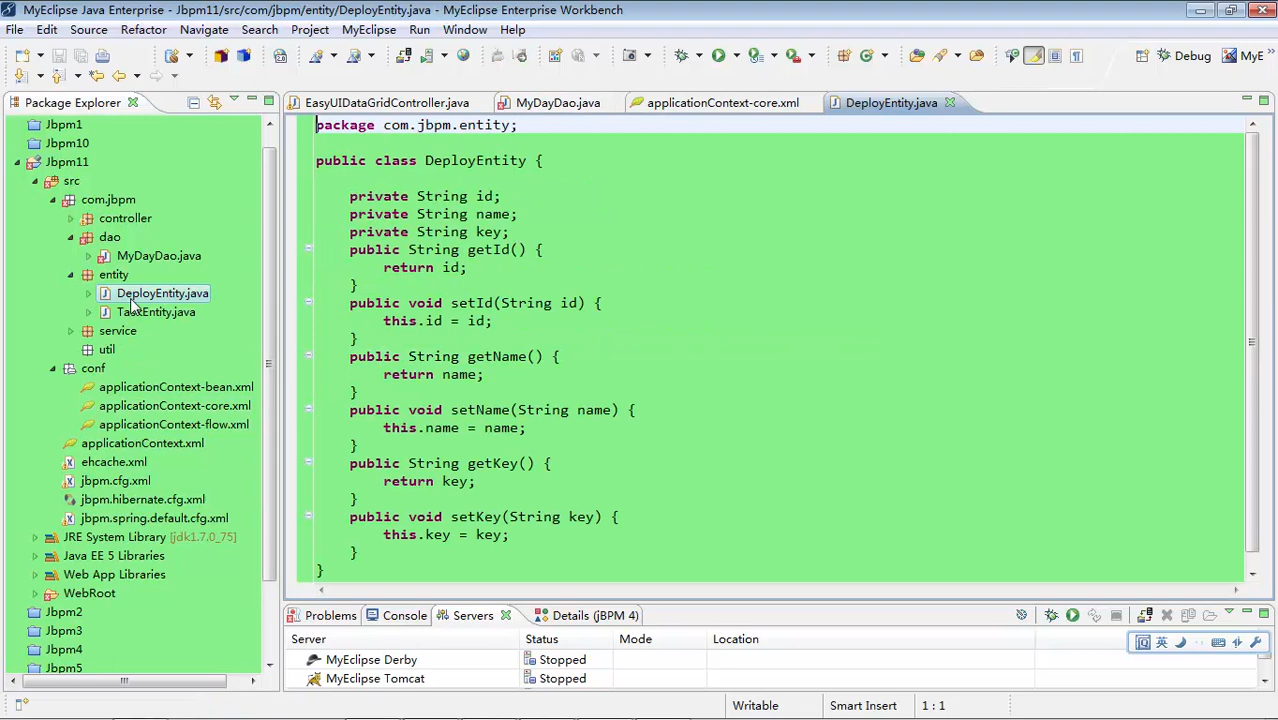 MyEclipse Java Enterprise - Jbpm11/src/com/jbpm/entity/DeployEntity.java - MyEclipse Enterprise Workbench
File Edit Source Refactor Navigate Search Project MyEclipse Run Window Help
Debug MyE
Package Explorer
EasyUIDataGridController.java MyDayDao.java applicationContext-core.xml DeployEntity.java
Jbpm1
Jbpm10
Jbpm11
src
com.jbpm
controller
dao
MyDayDao.java
entity
DeployEntity.java
TaskEntity.java
service
util
conf
applicationContext-bean.xml
applicationContext-core.xml
applicationContext-flow.xml
applicationContext.xml
ehcache.xml
jbpm.cfg.xml
jbpm.hibernate.cfg.xml
jbpm.spring.default.cfg.xml
JRE System Library [jdk1.7.0_75]
Java EE 5 Libraries
Web App Libraries
WebRoot
Jbpm2
Jbpm3
Jbpm4
Jbpm5
package com.jbpm.entity;
public class DeployEntity {
private String id;
private String name;
private String key;
public String getId() {
return id;
}
public void setId(String id) {
this.id = id;
}
public String getName() {
return name;
}
public void setName(String name) {
this.name = name;
}
public String getKey() {
return key;
}
public void setKey(String key) {
this.key = key;
}
}
Problems Console Servers Details (jBPM 4)
Server Status Mode Location
MyEclipse Derby Stopped
MyEclipse Tomcat Stopped
英
Writable Smart Insert 1 : 1